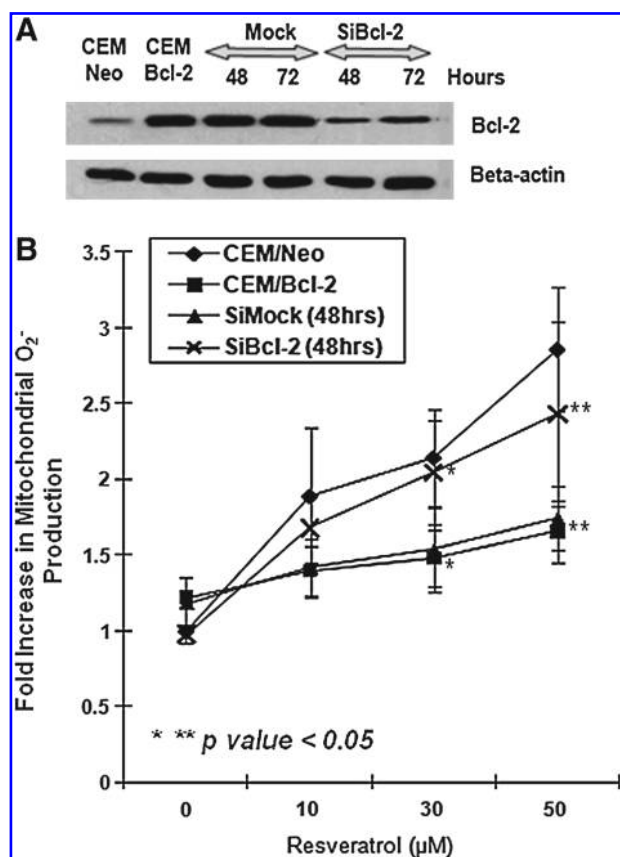 A
CEM Neo
CEM Bcl-2
Mock
SiBcl-2
48 72 48 72 Hours
Bcl-2
Beta-actin
B
3.5
3
2.5
2
1.5
1
0.5
0
Fold Increase in Mitochondrial O₂⁻ Production
CEM/Neo
CEM/Bcl-2
SiMock (48hrs)
SiBcl-2 (48hrs)
**
*
**
*
* ** p value < 0.05
0 10 30 50
Resveratrol (µM)